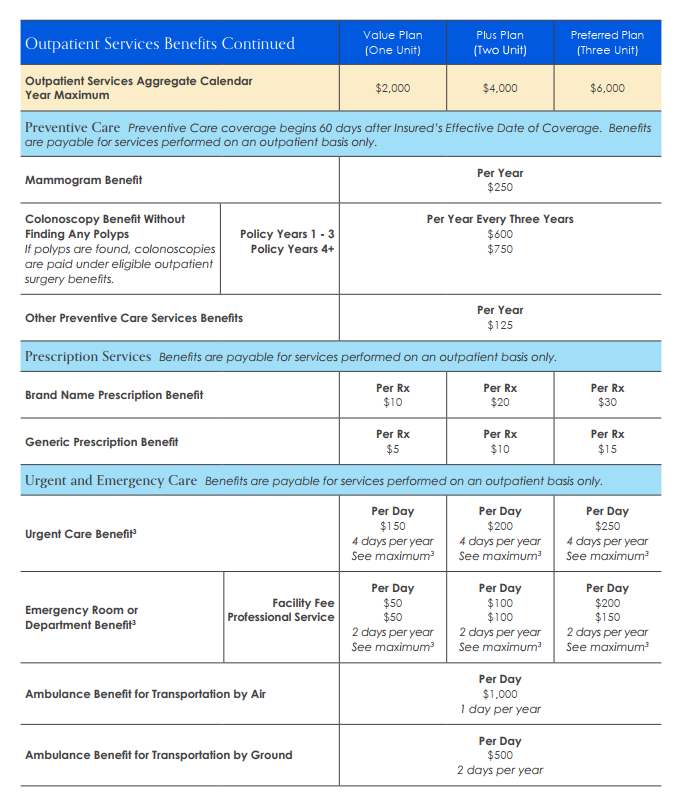 Outpatient Services Benefits Continued
Value Plan
(One Unit)
Plus Plan
(Two Unit)
Preferred Plan
(Three Unit)
Outpatient Services Aggregate Calendar
Year Maximum
$2,000
$4,000
$6,000
Preventive Care Preventive Care coverage begins 60 days after Insured's Effective Date of Coverage. Benefits
are payable for services performed on an outpatient basis only.
Mammogram Benefit
Per Year
$250
Colonoscopy Benefit Without
Finding Any Polyps
If polyps are found, colonoscopies
are paid under eligible outpatient
surgery benefits.
Policy Years 1 - 3
Policy Years 4+
Per Year Every Three Years
$600
$750
Other Preventive Care Services Benefits
Per Year
$125
Prescription Services Benefits are payable for services performed on an outpatient basis only.
Brand Name Prescription Benefit
Per Rx
$10
Per Rx
$20
Per Rx
$30
Generic Prescription Benefit
Per Rx
$5
Per Rx
$10
Per Rx
$15
Urgent and Emergency Care Benefits are payable for services performed on an outpatient basis only.
Urgent Care Benefit³
Per Day
$150
4 days per year
See maximum³
Per Day
$200
4 days per year
See maximum³
Per Day
$250
4 days per year
See maximum³
Emergency Room or
Department Benefit³
Facility Fee
Professional Service
Per Day
$50
$50
2 days per year
See maximum³
Per Day
$100
$100
2 days per year
See maximum³
Per Day
$200
$150
2 days per year
See maximum³
Ambulance Benefit for Transportation by Air
Per Day
$1,000
1 day per year
Ambulance Benefit for Transportation by Ground
Per Day
$500
2 days per year